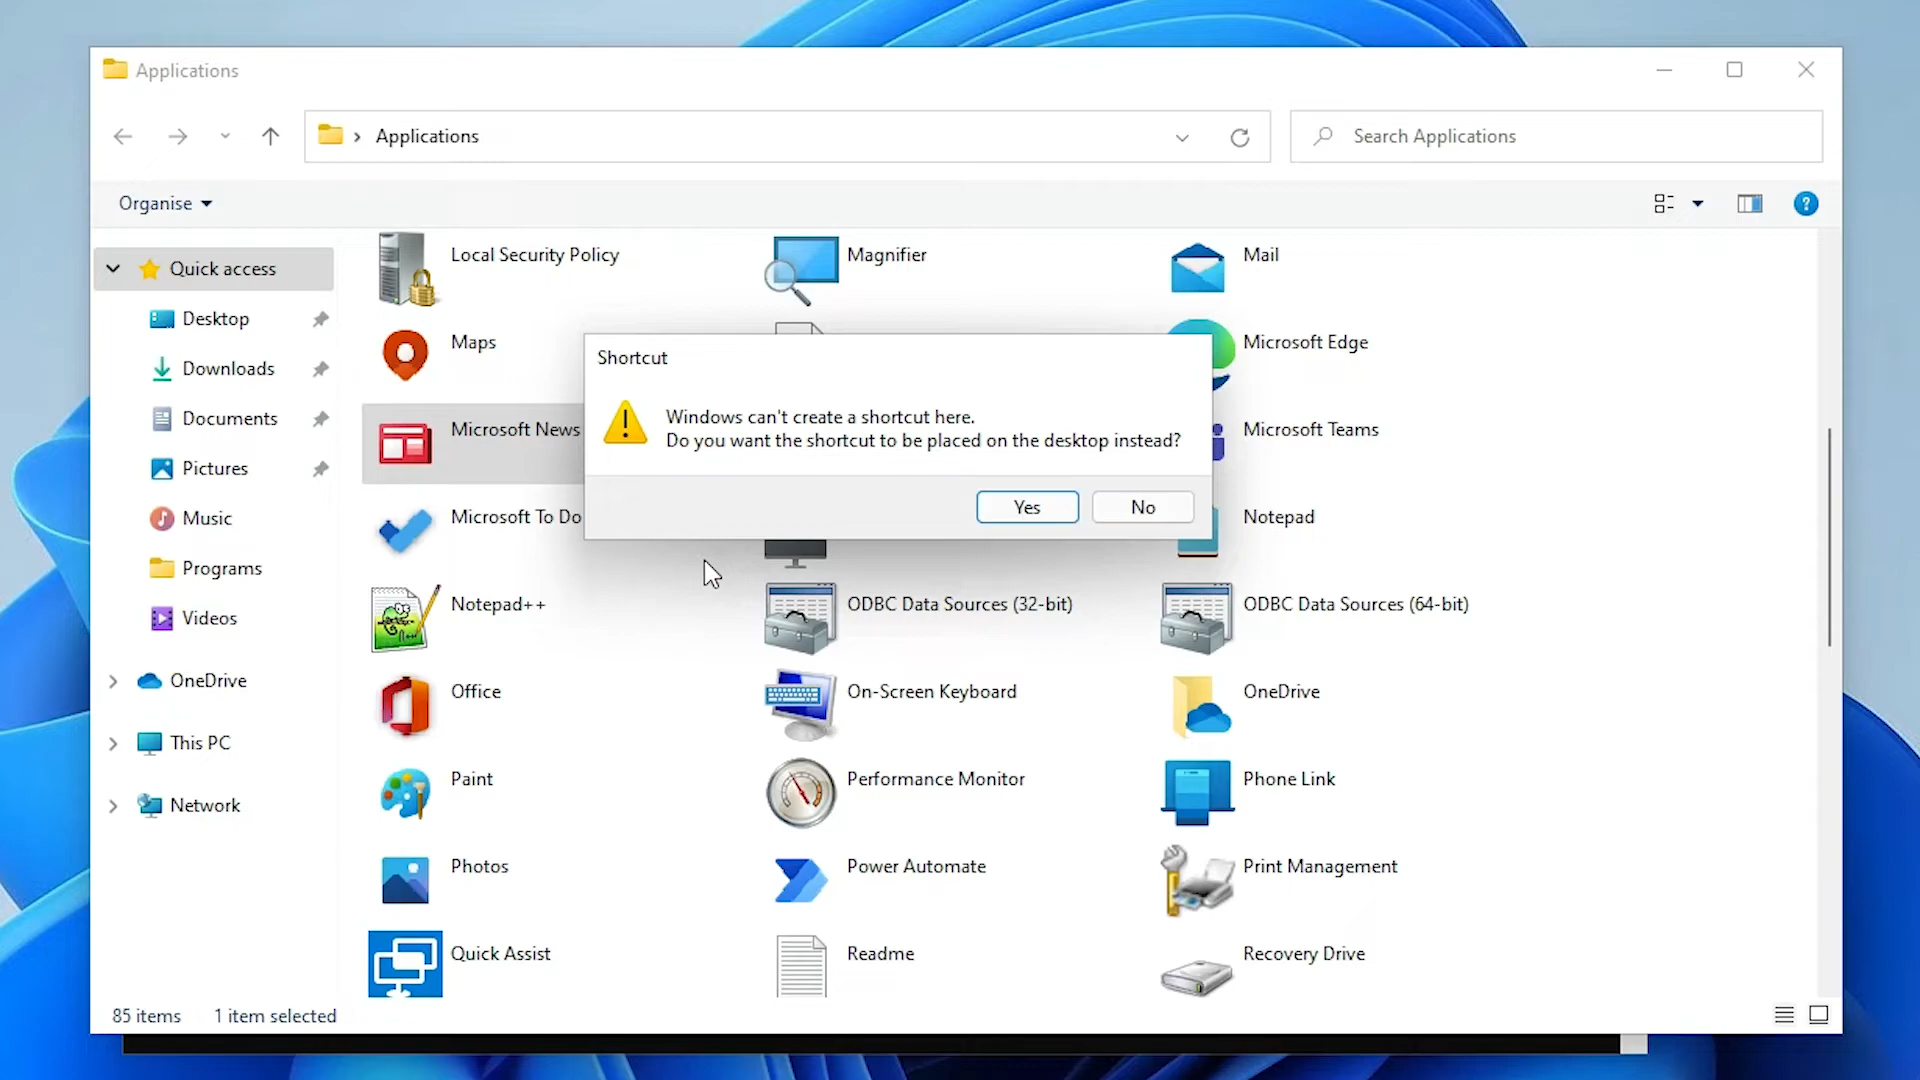 Applications
Applications
Search Applications
Organise
Quick access
Desktop
Downloads
Documents
Pictures
Music
Programs
Videos
OneDrive
This PC
Network
Local Security Policy
Magnifier
Mail
Maps
Microsoft Edge
Microsoft News
Microsoft Teams
Microsoft To Do
Notepad
Shortcut
Windows can't create a shortcut here.
Do you want the shortcut to be placed on the desktop instead?
Yes
No
Notepad++
ODBC Data Sources (32-bit)
ODBC Data Sources (64-bit)
Office
On-Screen Keyboard
OneDrive
Paint
Performance Monitor
Phone Link
Photos
Power Automate
Print Management
Quick Assist
Readme
Recovery Drive
85 items
1 item selected